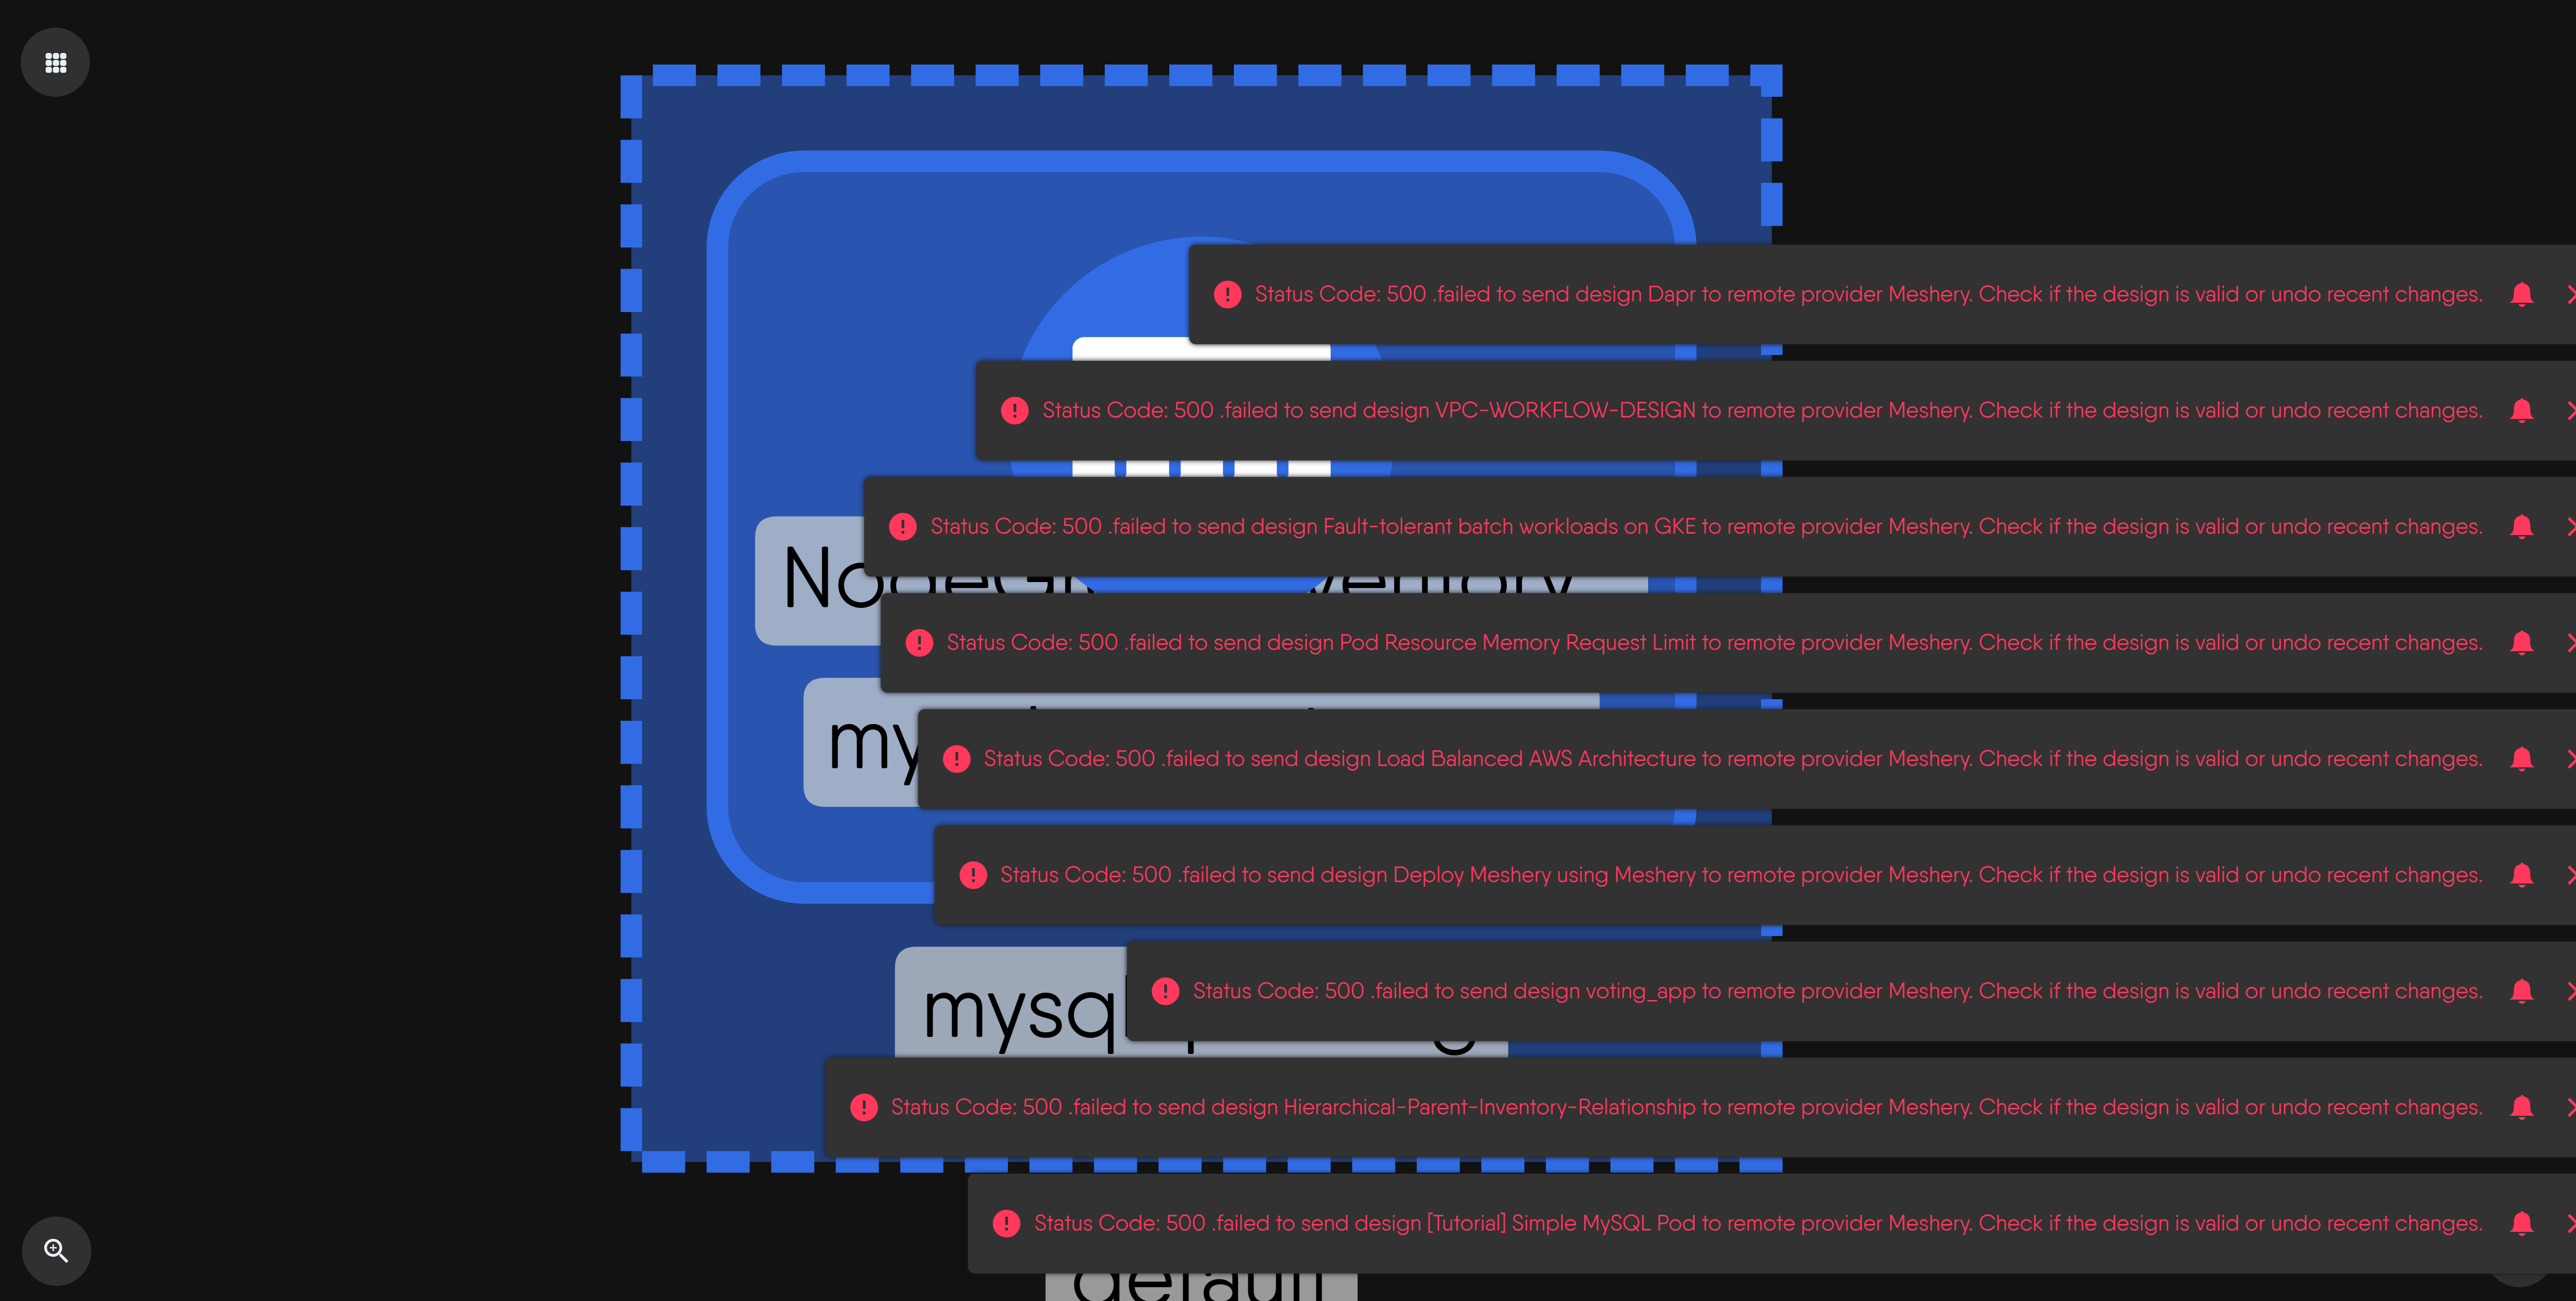 Status Code: 500 .failed to send design Dapr to remote provider Meshery. Check if the design is valid or undo recent changes.
Status Code: 500 .failed to send design VPC-WORKFLOW-DESIGN to remote provider Meshery. Check if the design is valid or undo recent changes.
Status Code: 500 .failed to send design Fault-tolerant batch workloads on GKE to remote provider Meshery. Check if the design is valid or undo recent changes.
Status Code: 500 .failed to send design Pod Resource Memory Request Limit to remote provider Meshery. Check if the design is valid or undo recent changes.
my
Status Code: 500 .failed to send design Load Balanced AWS Architecture to remote provider Meshery. Check if the design is valid or undo recent changes.
Status Code: 500 .failed to send design Deploy Meshery using Meshery to remote provider Meshery. Check if the design is valid or undo recent changes.
mysq
Status Code: 500 .failed to send design voting_app to remote provider Meshery. Check if the design is valid or undo recent changes.
Status Code: 500 .failed to send design Hierarchical-Parent-Inventory-Relationship to remote provider Meshery. Check if the design is valid or undo recent changes.
Status Code: 500 .failed to send design [Tutorial] Simple MySQL Pod to remote provider Meshery. Check if the design is valid or undo recent changes.
default